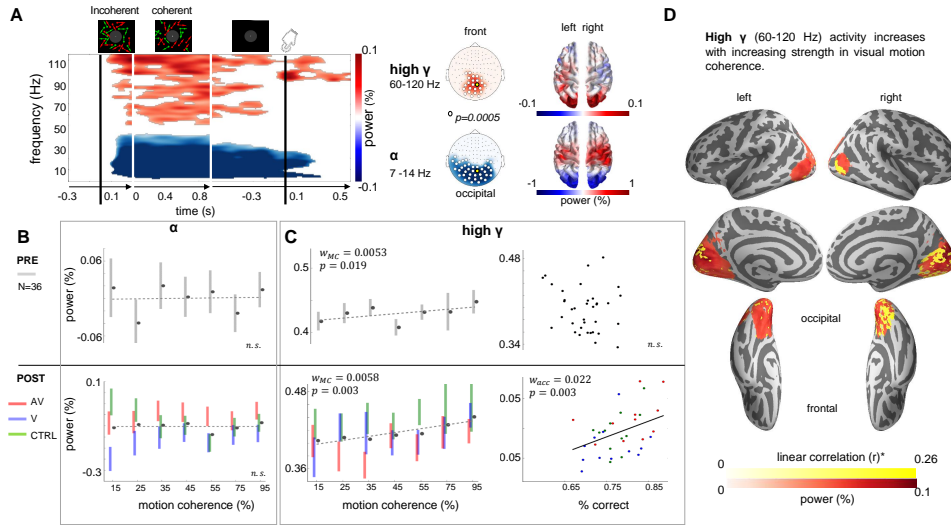 A
Incoherent
coherent
frequency (Hz)
110
90
70
50
30
10
-0.3
0
0.4
0.8
-0.3
0.1
0.5
time (s)
0.1
power (%)
-0.1
high γ
60-120 Hz
front
° p=0.0005
α
7 -14 Hz
occipital
left right
-0.1
0.1
-1
1
power (%)
B
α
PRE
N=36
power (%)
0.06
-0.06
n.s.
POST
AV
V
CTRL
power (%)
0.1
-0.3
n.s.
15 25 35 45 55 75 95
motion coherence (%)
C
high γ
w_MC = 0.0053
p = 0.019
0.5
0.4
0.48
0.34
n.s.
w_MC = 0.0058
p = 0.003
0.46
0.36
15 25 35 45 55 65 75 95
motion coherence (%)
w_acc = 0.022
p = 0.003
0.05
0.05
0.65 0.75 0.85
% correct
D
High γ (60-120 Hz) activity increases
with increasing strength in visual motion
coherence.
left
right
occipital
frontal
linear correlation (r)*
0
0.26
0
0.1
power (%)